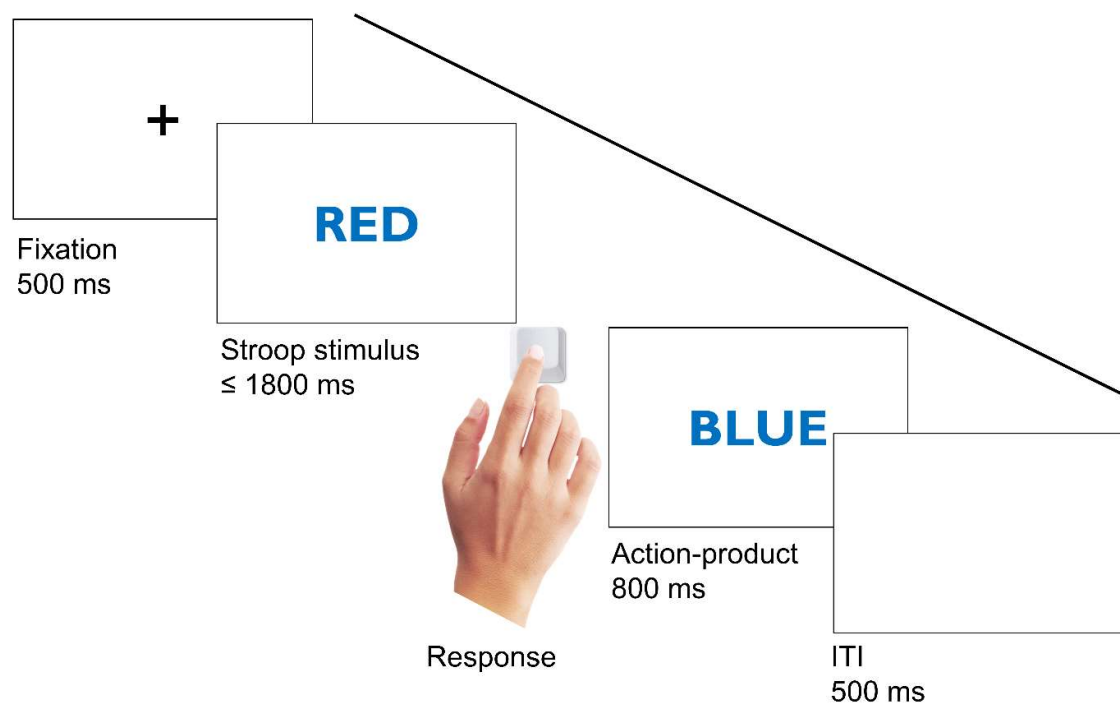 +
RED
Fixation
500 ms
Stroop stimulus
≤ 1800 ms
BLUE
Action-product
800 ms
Response
ITI
500 ms